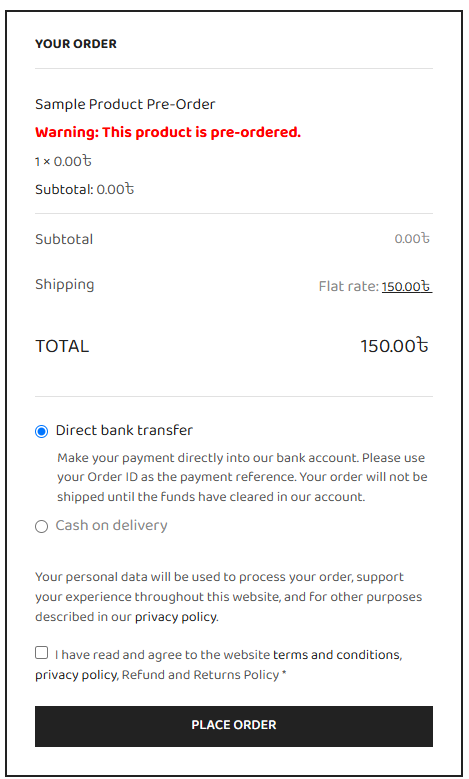 YOUR ORDER
Sample Product Pre-Order
Warning: This product is pre-ordered.
1 × 0.00৳
Subtotal: 0.00৳
Subtotal 0.00৳
Shipping Flat rate: 150.00৳
TOTAL 150.00৳
Direct bank transfer
Make your payment directly into our bank account. Please use
your Order ID as the payment reference. Your order will not be
shipped until the funds have cleared in our account.
Cash on delivery
Your personal data will be used to process your order, support
your experience throughout this website, and for other purposes
described in our privacy policy.
I have read and agree to the website terms and conditions,
privacy policy, Refund and Returns Policy *
PLACE ORDER